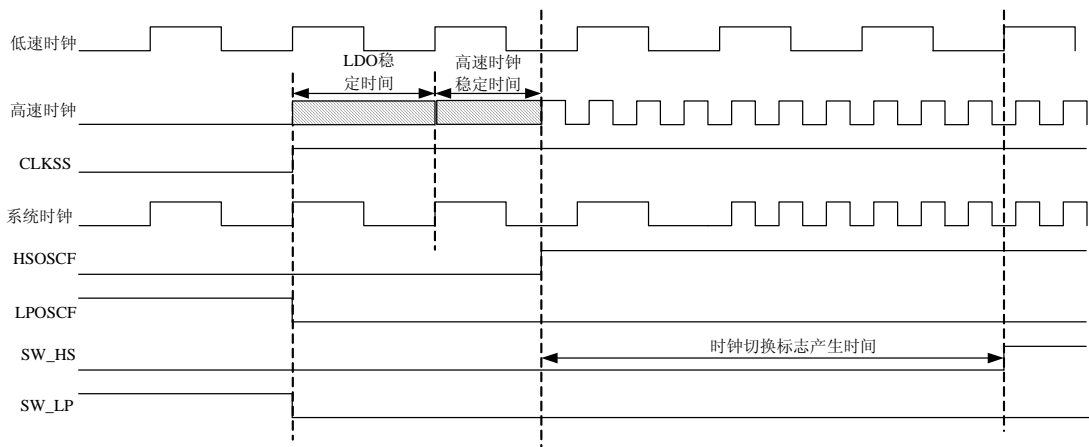 低速时钟
LDO稳
定时间
高速时钟
稳定时间
高速时钟
CLKSS
系统时钟
HSOSCF
LPOSCF
时钟切换标志产生时间
SW_HS
SW_LP